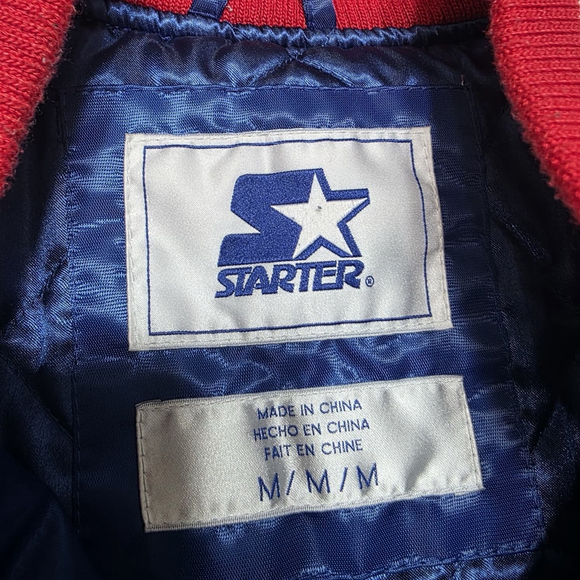 STARTER®
MADE IN CHINA
HECHO EN CHINA
FAIT EN CHINE
M/M/M